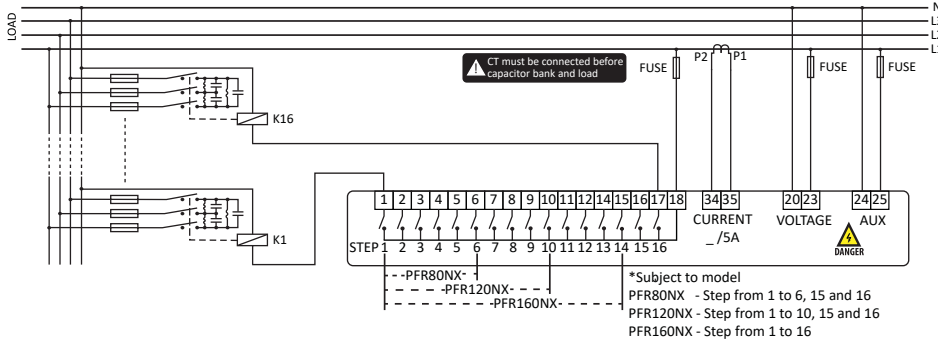 N
LOAD
P2 P1
CT must be connected before
capacitor bank and load
FUSE
FUSE
FUSE
K16
1 2 3 4 5 6 7 8 9 10 11 12 14 14 15 16 17 18
34 35
20 23
24 25
CURRENT
_ /5A
VOLTAGE
AUX
K1
DANGER
STEP 1 2 3 4 5 6 7 8 9 10 11 12 13 14 15 16
PFR80NX
PFR120NX
PFR160NX
*Subject to model
PFR80NX - Step from 1 to 6, 15 and 16
PFR120NX - Step from 1 to 10, 15 and 16
PFR160NX - Step from 1 to 16